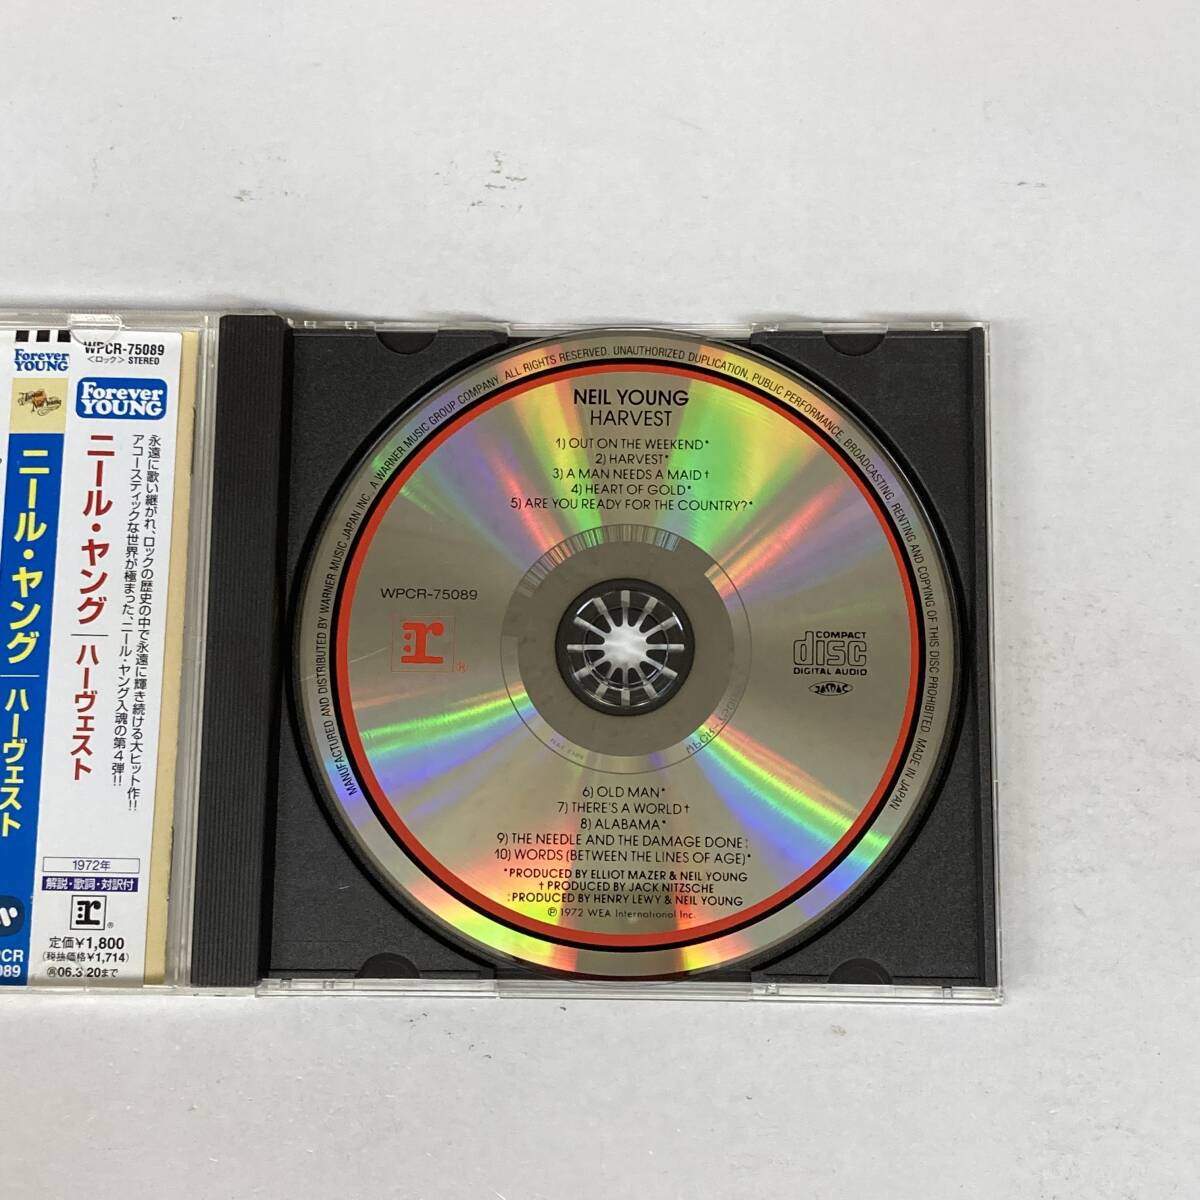 Forever
YOUNG
ニール・ヤング
ハーヴェスト
PCR
5089
WPCR-75089
<ロック> STEREO
Forever
YOUNG
ニール・ヤング
ハーヴェスト
永遠に歌い継がれ、ロックの歴史の中で永遠に輝き続ける大ヒット作!!
アコースティックな世界が極まった、ニール・ヤング入魂の第4弾!!
1972年
解説・歌詞・対訳付
r®
定価¥1,800
(税抜価格¥1,714)
06.3.20まで
MANUFACTURED AND DISTRIBUTED BY WARNER MUSIC JAPAN INC., A WARNER MUSIC GROUP COMPANY. ALL RIGHTS RESERVED. UNAUTHORIZED DUPLICATION, PUBLIC PERFORMANCE, BROADCASTING, RENTING AND COPYING OF THIS DISC PROHIBITED. MADE IN JAPAN
NEIL YOUNG
HARVEST
1) OUT ON THE WEEKEND*
2) HARVEST*
3) A MAN NEEDS A MAID†
4) HEART OF GOLD*
5) ARE YOU READY FOR THE COUNTRY?*
WPCR-75089
r®
COMPACT
disc
DIGITAL AUDIO
JASRAC
6) OLD MAN*
7) THERE'S A WORLD†
8) ALABAMA*
9) THE NEEDLE AND THE DAMAGE DONE:
10) WORDS (BETWEEN THE LINES OF AGE)*
*PRODUCED BY ELLIOT MAZER & NEIL YOUNG
† PRODUCED BY JACK NITZSCHE
:PRODUCED BY HENRY LEWY & NEIL YOUNG
℗ 1972 WEA International Inc.